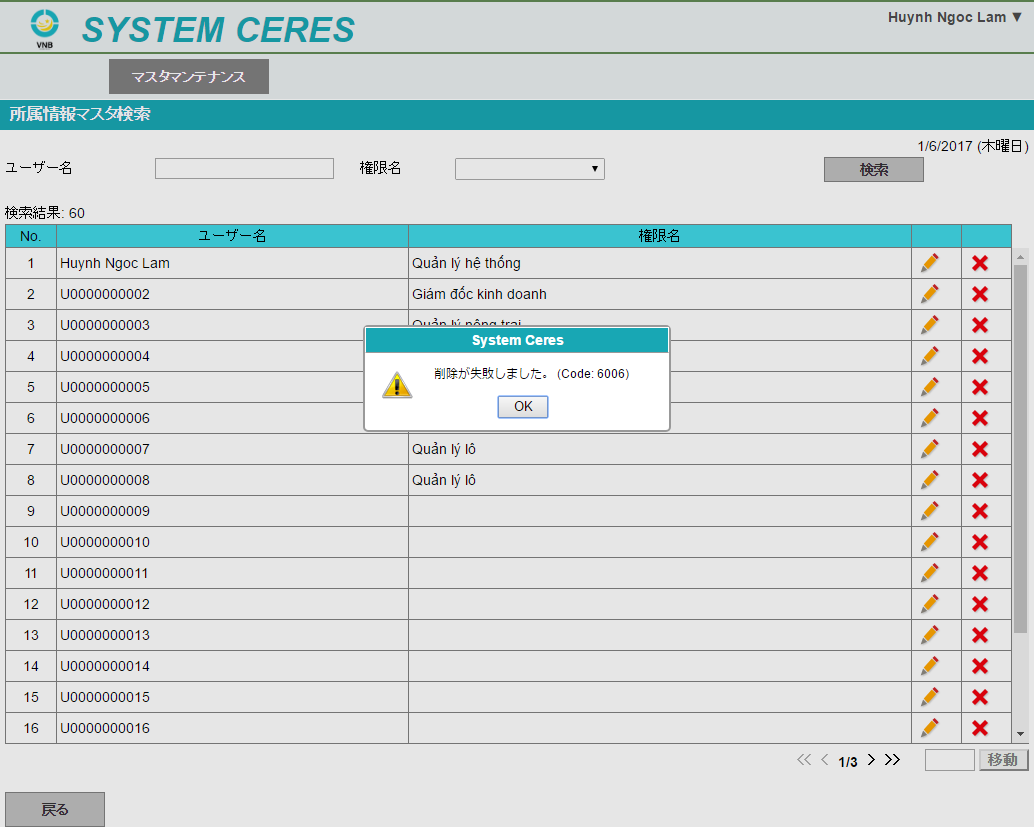 VNB
SYSTEM CERES
Huynh Ngoc Lam ▼
マスタマンテナンス
所属情報マスタ検索
1/6/2017 (木曜日)
ユーザー名
権限名
検索
検索結果: 60
No. ユーザー名 権限名
1 Huynh Ngoc Lam Quản lý hệ thống
2 U0000000002 Giám đốc kinh doanh
3 U0000000003 Quản lý nông trại
4 U0000000004
5 U0000000005
6 U0000000006
System Ceres
削除が失敗しました。 (Code: 6006)
OK
7 U0000000007 Quản lý lô
8 U0000000008 Quản lý lô
9 U0000000009
10 U0000000010
11 U0000000011
12 U0000000012
13 U0000000013
14 U0000000014
15 U0000000015
16 U0000000016
1/3
移動
戻る